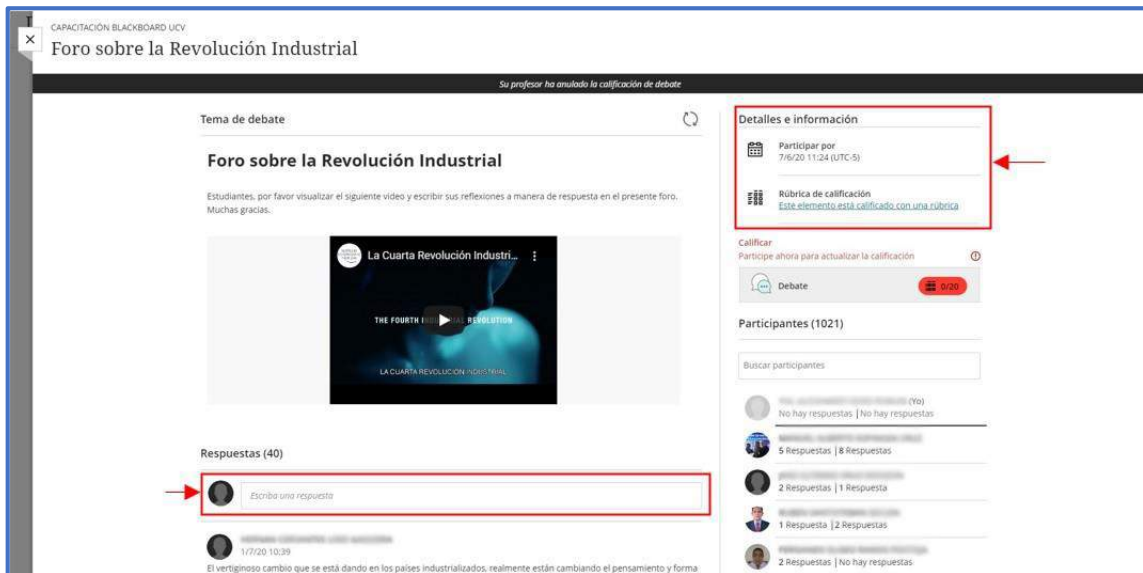 CAPACITACIÓN BLACKBOARD UCV
Foro sobre la Revolución Industrial
Su profesor ha anulado la calificación de debate
Tema de debate
Foro sobre la Revolución Industrial
Estudiantes, por favor visualizar el siguiente video y escribir sus reflexiones a manera de respuesta en el presente foro.
Muchas gracias.
La Cuarta Revolución Industri...
THE FOURTH INDUSTRIAL REVOLUTION
LA CUARTA REVOLUCIÓN INDUSTRIAL
Respuestas (40)
Escriba una respuesta
1/7/20 10:39
El vertiginoso cambio que se está dando en los países industrializados, realmente están cambiando el pensamiento y forma
Detalles e información
Participar por
7/6/20 11:24 (UTC-5)
Rúbrica de calificación
Este elemento está calificado con una rúbrica
Calificar
Participe ahora para actualizar la calificación
Debate
0/20
Participantes (1021)
Buscar participantes
(Yo)
No hay respuestas | No hay respuestas
5 Respuestas | 8 Respuestas
2 Respuestas | 1 Respuesta
1 Respuesta | 2 Respuestas
2 Respuestas | No hay respuestas